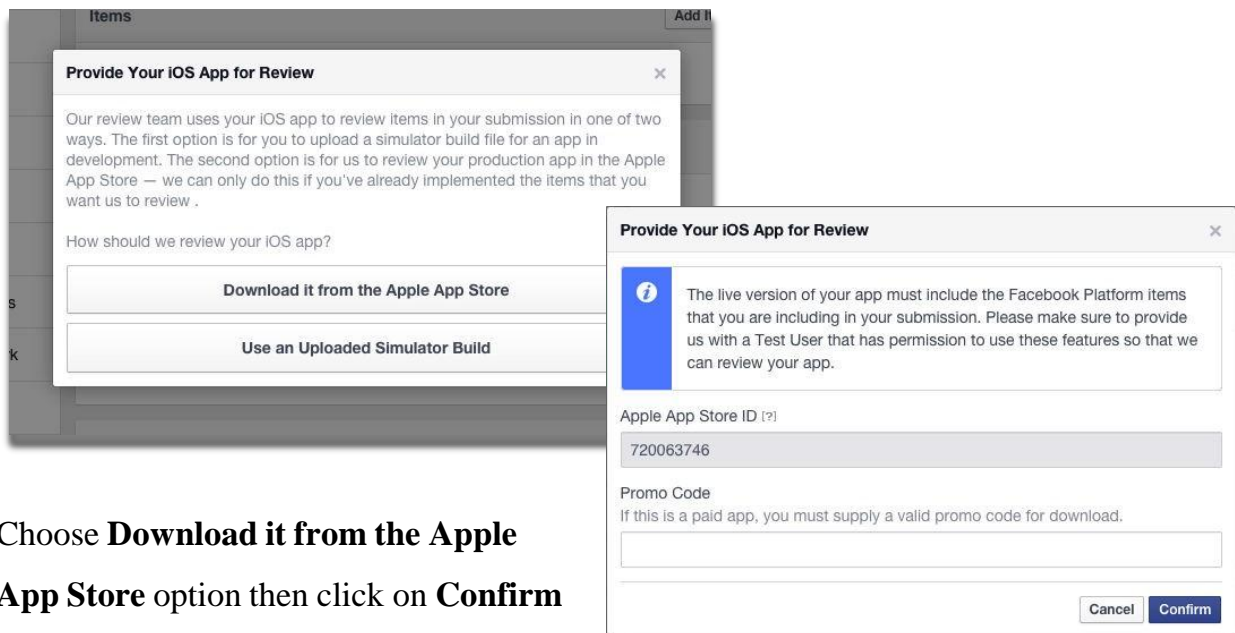 Items
Add It
Provide Your iOS App for Review
×
Our review team uses your iOS app to review items in your submission in one of two
ways. The first option is for you to upload a simulator build file for an app in
development. The second option is for us to review your production app in the Apple
App Store — we can only do this if you've already implemented the items that you
want us to review .
How should we review your iOS app?
Download it from the Apple App Store
Use an Uploaded Simulator Build
s
Provide Your iOS App for Review
×
i
The live version of your app must include the Facebook Platform items
that you are including in your submission. Please make sure to provide
us with a Test User that has permission to use these features so that we
can review your app.
Apple App Store ID [?]
720063746
Promo Code
If this is a paid app, you must supply a valid promo code for download.
Cancel Confirm
Choose Download it from the Apple
App Store option then click on Confirm